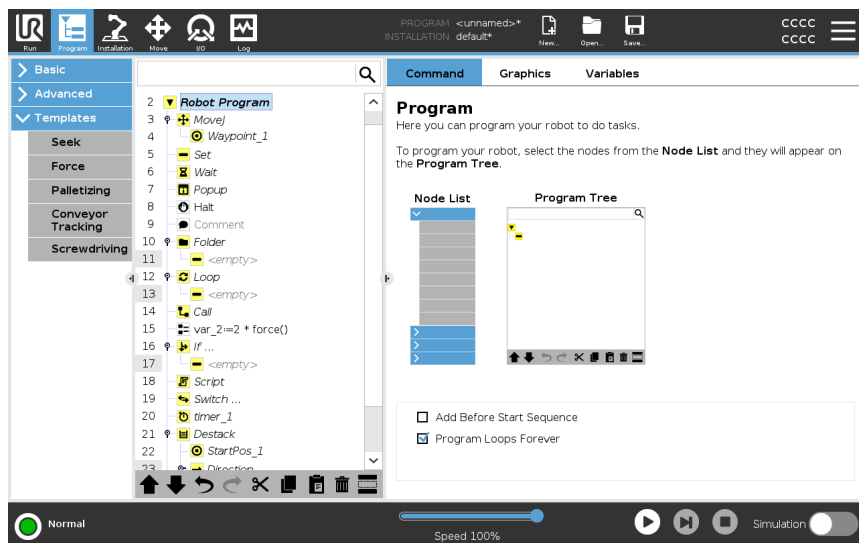 PROGRAM <unnamed>*
INSTALLATION default*
CCCC
CCCC
UR
Run
Program
Installation
Move
I/O
Log
New...
Open...
Save...
Basic
Advanced
Templates
Seek
Force
Palletizing
Conveyor
Tracking
Screwdriving
2 Robot Program
3 MoveJ
4 Waypoint_1
5 Set
6 Wait
7 Popup
8 Halt
9 Comment
10 Folder
11 <empty>
12 Loop
13 <empty>
14 Call
15 var_2:=2 * force()
16 If ...
17 <empty>
18 Script
19 Switch ...
20 timer_1
21 Destack
22 StartPos_1
23 Direction
Command
Graphics
Variables
Program
Here you can program your robot to do tasks.
To program your robot, select the nodes from the Node List and they will appear on
the Program Tree.
Node List
Program Tree
Add Before Start Sequence
Program Loops Forever
Normal
Speed 100%
Simulation